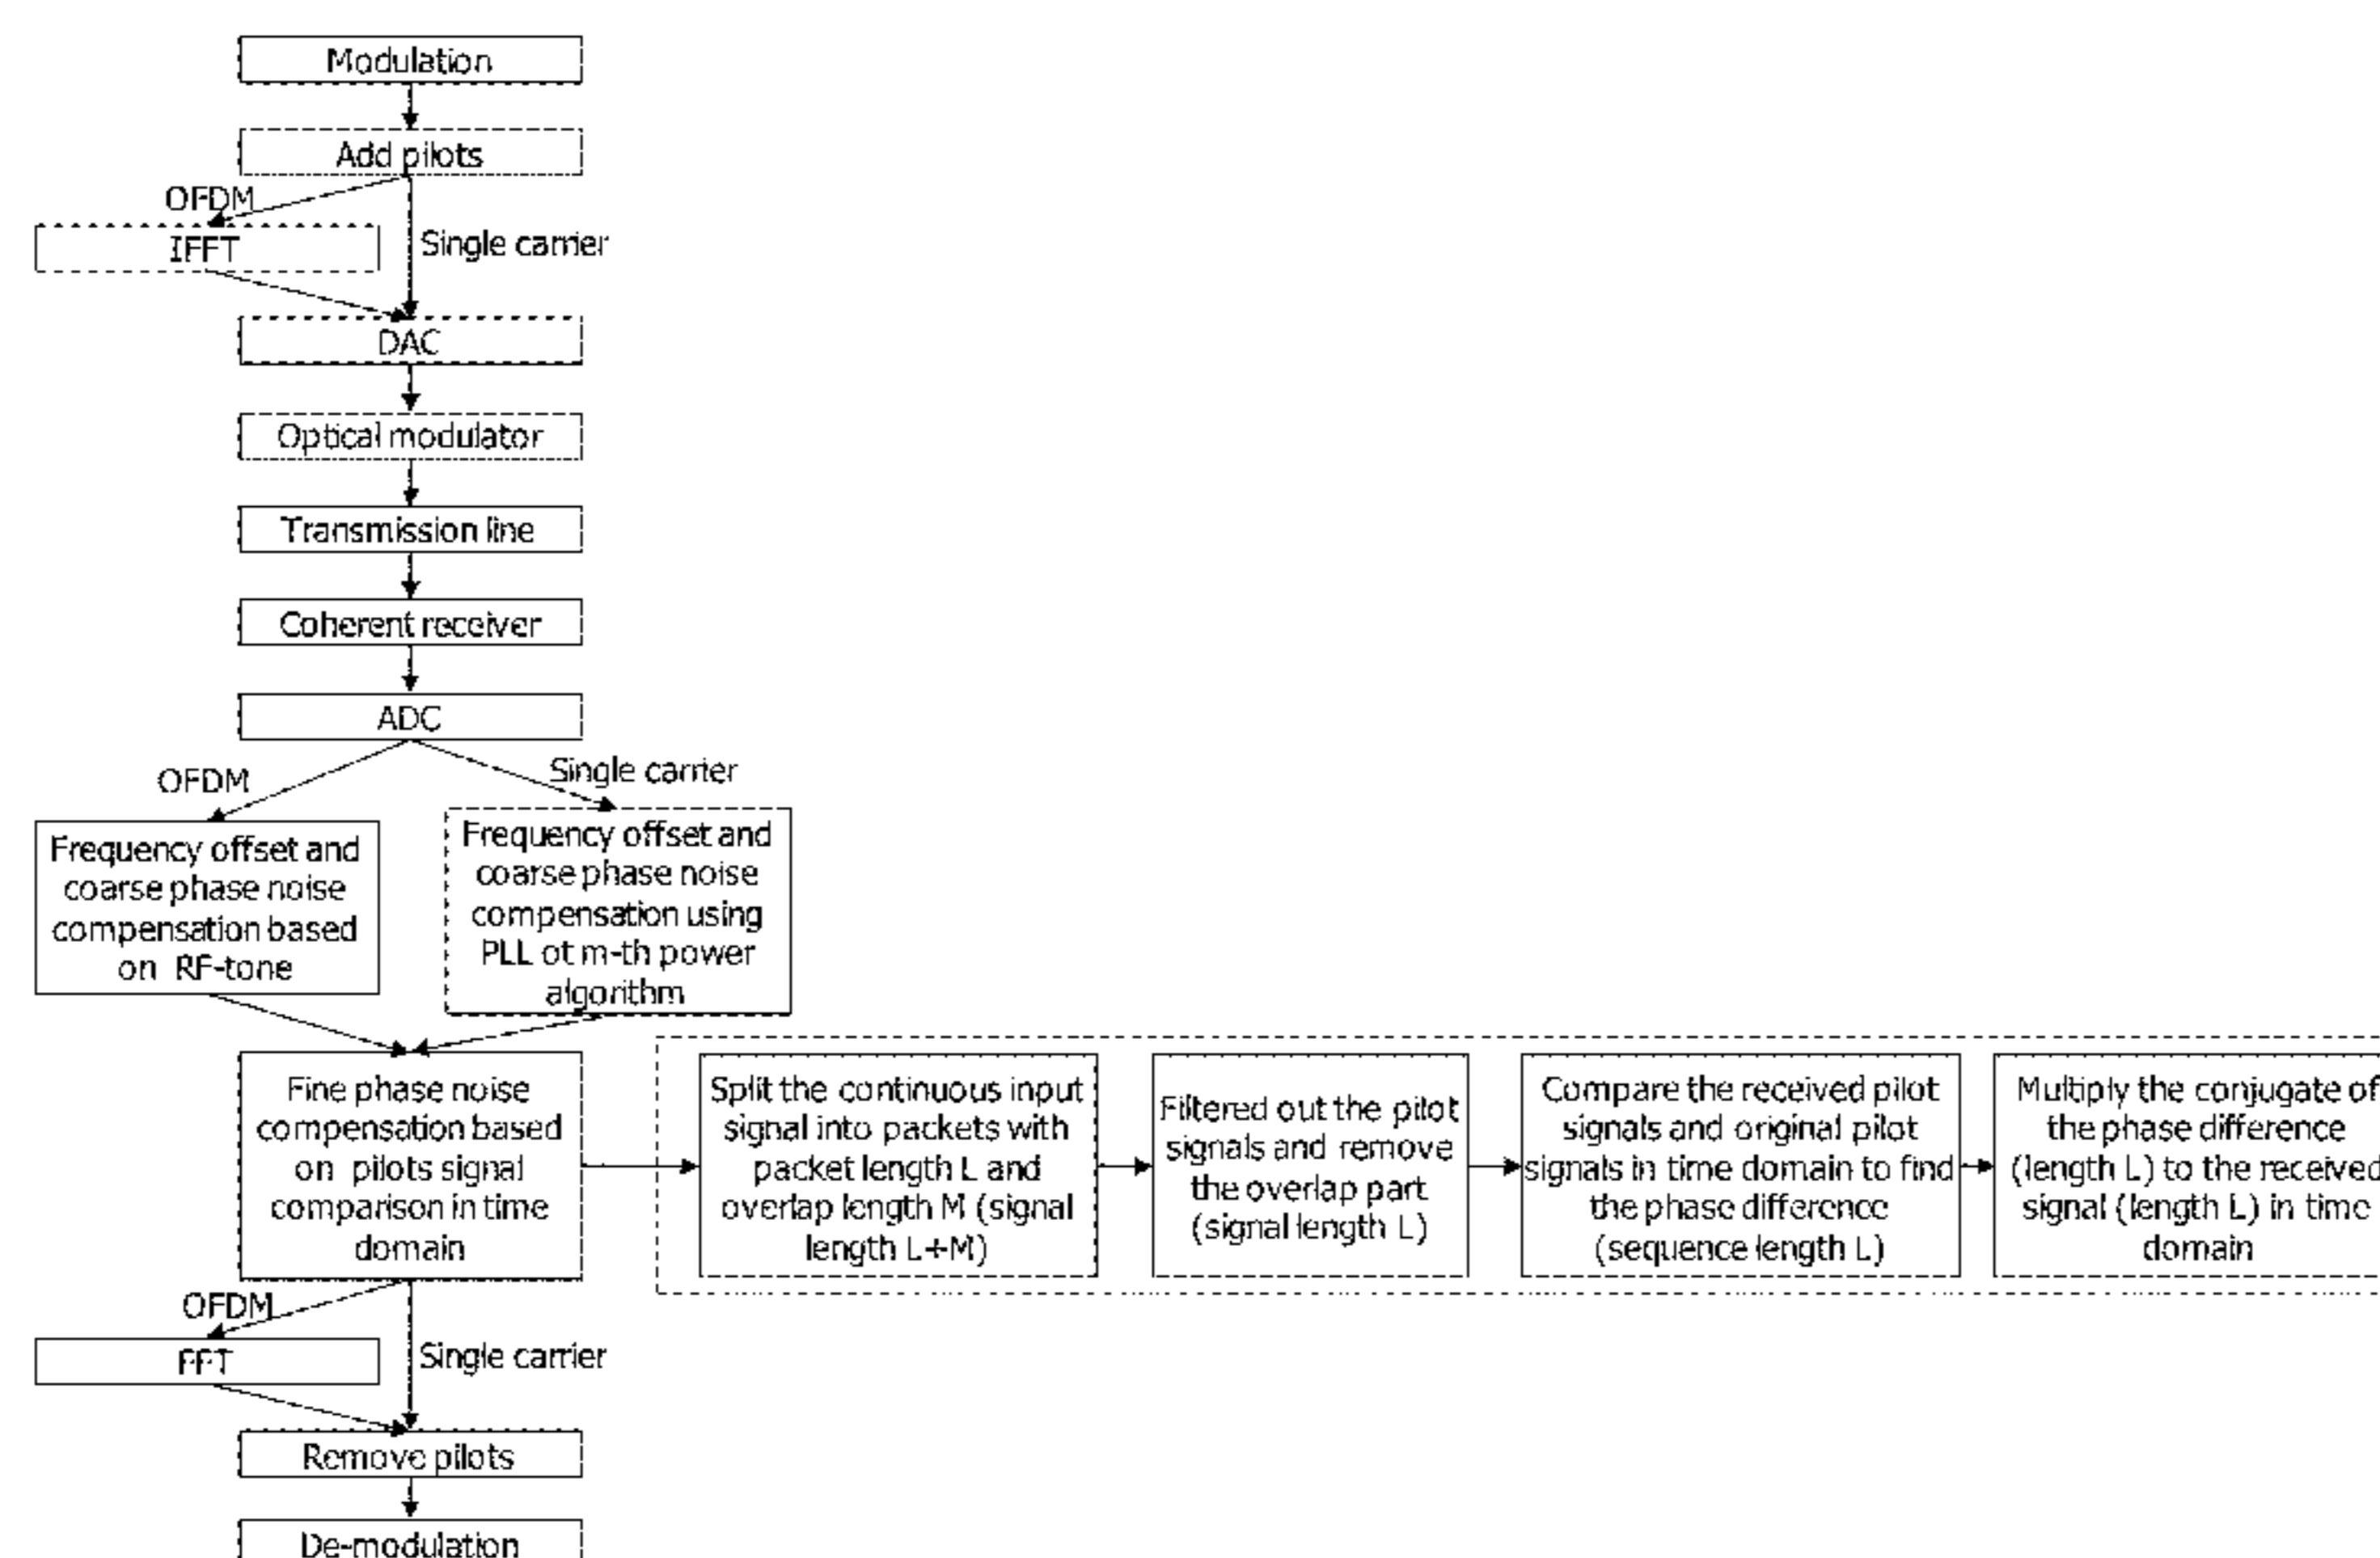 Modulation
Add pilots
OFDM
IFFT
Single carrier
DAC
Optical modulator
Transmission line
Coherent receiver
ADC
OFDM
Single carrier
Frequency offset and
coarse phase noise
compensation based
on RF-tone
Frequency offset and
coarse phase noise
compensation using
PLL ot m-th power
algorithm
Fine phase noise
compensation based
on pilots signal
comparison in time
domain
Split the continuous input
signal into packets with
packet length L and
overlap length M (signal
length L+M)
Filtered out the pilot
signals and remove
the overlap part
(signal length L)
Compare the received pilot
signals and original pilot
signals in time domain to find
the phase difference
(sequence length L)
Multiply the conjugate of
the phase difference
(length L) to the received
signal (length L) in time
domain
OFDM
FFT
Single carrier
Remove pilots
De-modulation